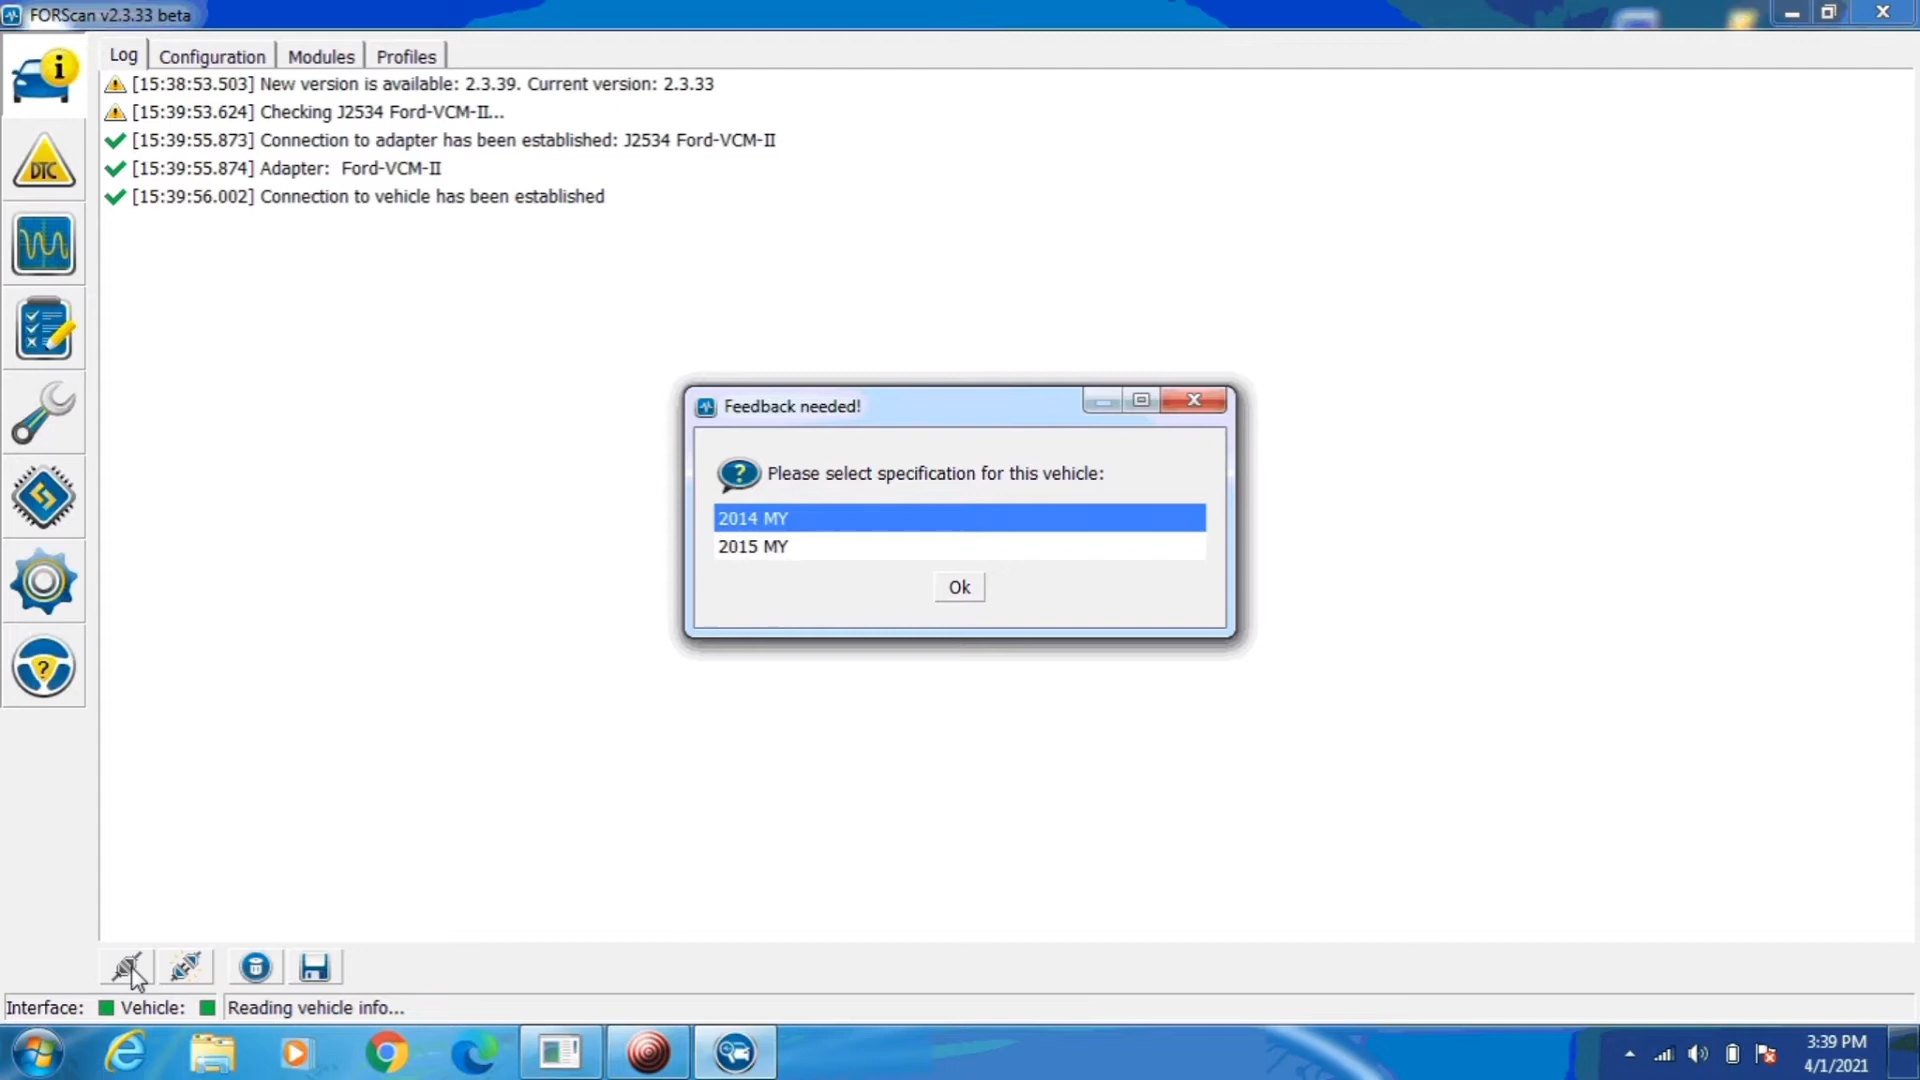 FORScan v2.3.33 beta
Log Configuration Modules Profiles
[15:38:53.503] New version is available: 2.3.39. Current version: 2.3.33
[15:39:53.624] Checking J2534 Ford-VCM-II...
[15:39:55.873] Connection to adapter has been established: J2534 Ford-VCM-II
[15:39:55.874] Adapter: Ford-VCM-II
[15:39:56.002] Connection to vehicle has been established
i
DTC
Feedback needed!
? Please select specification for this vehicle:
2014 MY
2015 MY
Ok
?
Interface: Vehicle: Reading vehicle info...
3:39 PM
4/1/2021